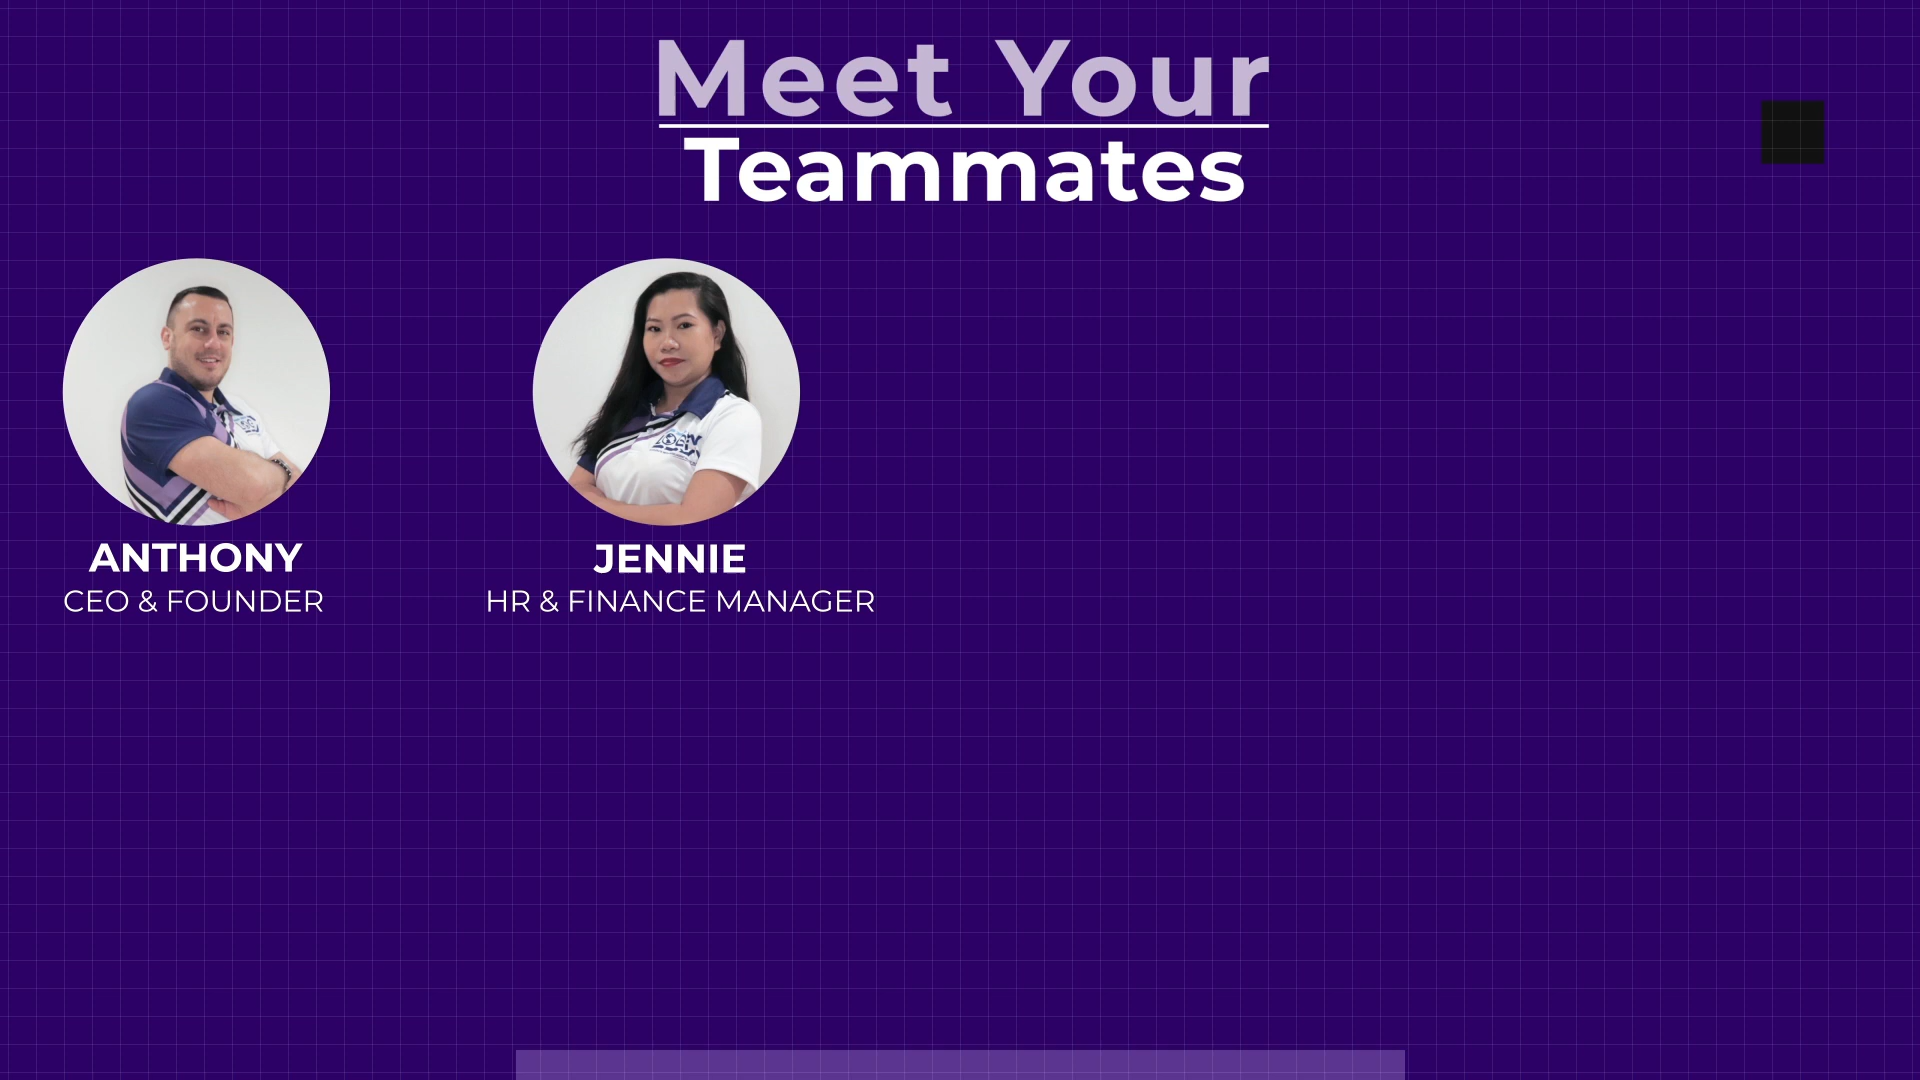 Meet Your
Teammates
ANTHONY
CEO & FOUNDER
JENNIE
HR & FINANCE MANAGER